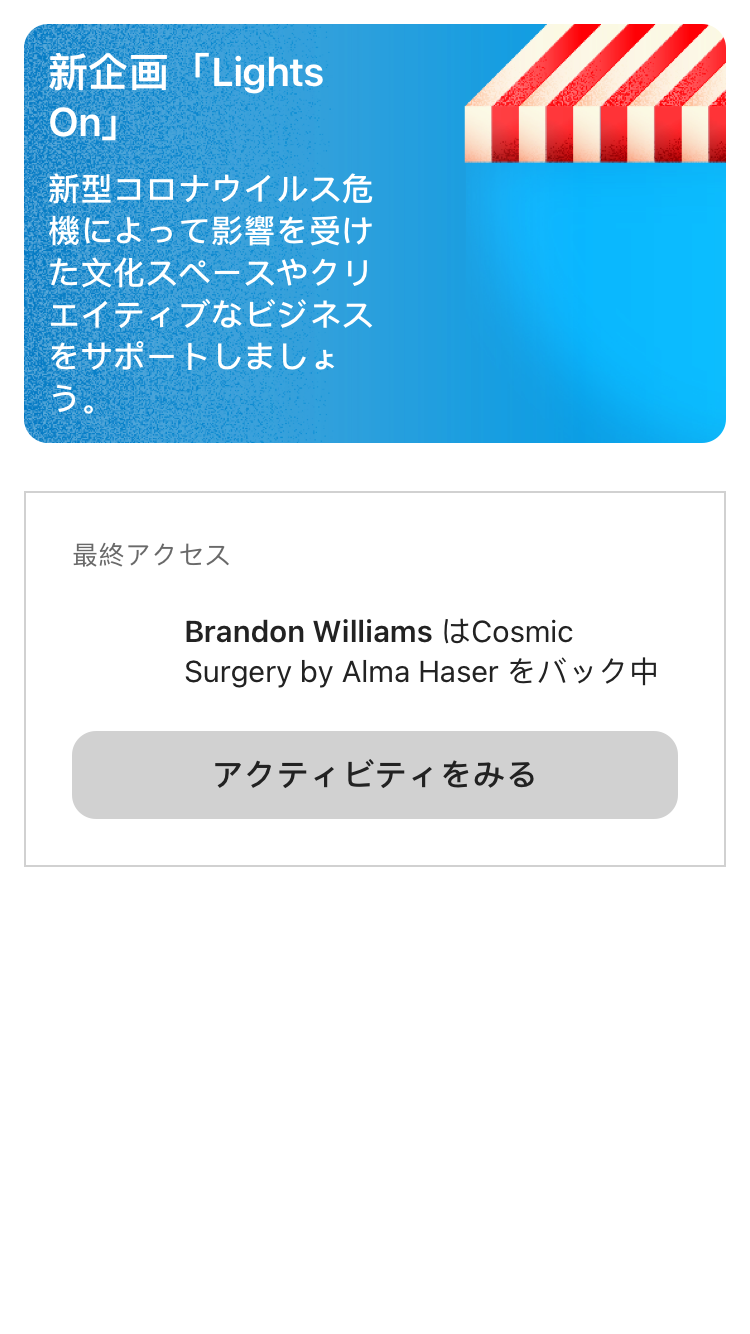 新企画「Lights
On」
新型コロナウイルス危
機によって影響を受け
た文化スペースやクリ
エイティブなビジネス
をサポートしましょ
う。
最終アクセス
Brandon Williams はCosmic
Surgery by Alma Haser をバック中
アクティビティをみる